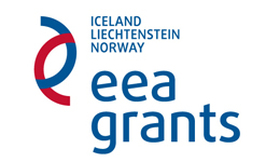 ICELAND
LIECHTENSTEIN
NORWAY
eea
grants